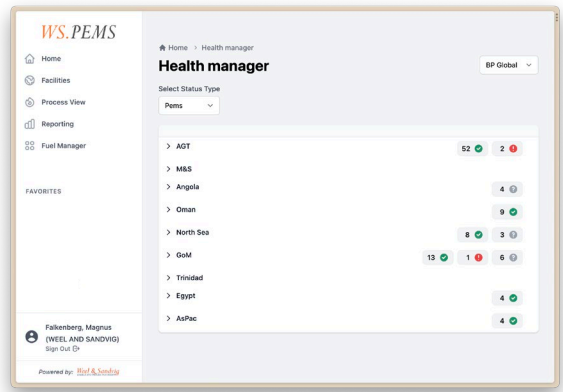 WS.PEMS
Home
Facilities
Process View
Reporting
Fuel Manager
FAVORITES
Falkenberg, Magnus
(WEEL AND SANDVIG)
Sign Out
Powered by: Weel & Sandvig
Home > Health manager
Health manager
BP Global
Select Status Type
Pems
AGT 52 2
M&S
Angola 4
Oman 9
North Sea 8 3
GoM 13 1 6
Trinidad
Egypt 4
AsPac 4